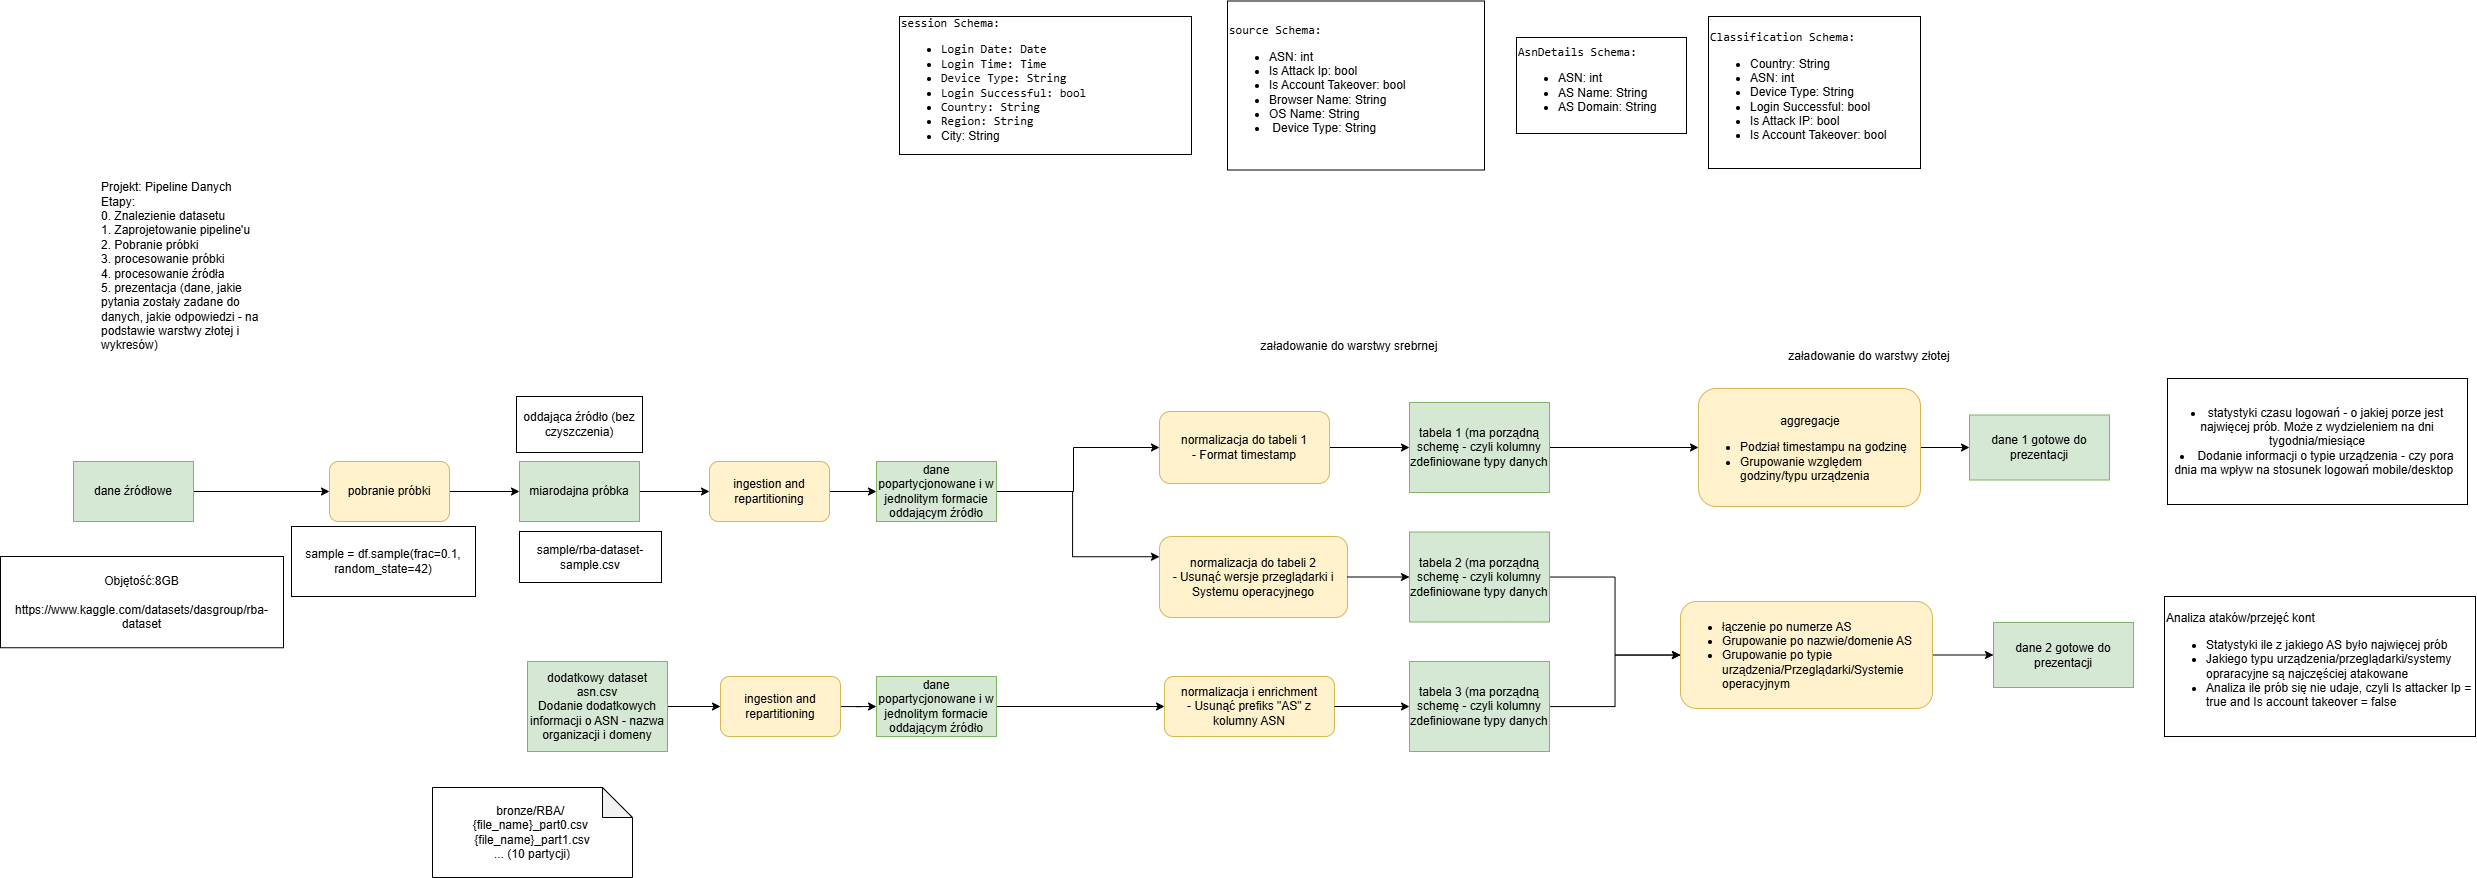 session Schema:
Login Date: Date
Login Time: Time
Device Type: String
Login Successful: bool
Country: String
Region: String
City: String
source Schema:
ASN: int
Is Attack Ip: bool
Is Account Takeover: bool
Browser Name: String
OS Name: String
Device Type: String
AsnDetails Schema:
ASN: int
AS Name: String
AS Domain: String
Classification Schema:
Country: String
ASN: int
Device Type: String
Login Successful: bool
Is Attack IP: bool
Is Account Takeover: bool
Projekt: Pipeline Danych
Etapy:
0. Znalezienie datasetu
1. Zaprojetowanie pipeline'u
2. Pobranie próbki
3. procesowanie próbki
4. procesowanie źródła
5. prezentacja (dane, jakie
pytania zostały zadane do
danych, jakie odpowiedzi - na
podstawie warstwy złotej i
wykresów)
załadowanie do warstwy srebrnej
załadowanie do warstwy złotej
dane źródłowe
Objętość:8GB
https://www.kaggle.com/datasets/dasgroup/rba-
dataset
pobranie próbki
sample = df.sample(frac=0.1,
random_state=42)
oddająca źródło (bez
czyszczenia)
miarodajna próbka
sample/rba-dataset-
sample.csv
ingestion and
repartitioning
dane
popartycjonowane i w
jednolitym formacie
oddającym źródło
normalizacja do tabeli 1
- Format timestamp
tabela 1 (ma porządną
schemę - czyli kolumny
zdefiniowane typy danych
aggregacje
Podział timestampu na godzinę
Grupowanie względem
godziny/typu urządzenia
dane 1 gotowe do
prezentacji
statystyki czasu logowań - o jakiej porze jest
najwięcej prób. Może z wydzieleniem na dni
tygodnia/miesiące
Dodanie informacji o typie urządzenia - czy pora
dnia ma wpływ na stosunek logowań mobile/desktop
normalizacja do tabeli 2
- Usunąć wersje przeglądarki i
Systemu operacyjnego
tabela 2 (ma porządną
schemę - czyli kolumny
zdefiniowane typy danych
dodatkowy dataset
asn.csv
Dodanie dodatkowych
informacji o ASN - nazwa
organizacji i domeny
ingestion and
repartitioning
dane
popartycjonowane i w
jednolitym formacie
oddającym źródło
normalizacja i enrichment
- Usunąć prefiks "AS" z
kolumny ASN
tabela 3 (ma porządną
schemę - czyli kolumny
zdefiniowane typy danych
łączenie po numerze AS
Grupowanie po nazwie/domenie AS
Grupowanie po typie
urządzenia/Przeglądarki/Systemie
operacyjnym
dane 2 gotowe do
prezentacji
Analiza ataków/przejęć kont
Statystyki ile z jakiego AS było najwięcej prób
Jakiego typu urządzenia/przeglądarki/systemy
opraracyjne są najczęściej atakowane
Analiza ile prób się nie udaje, czyli Is attacker Ip =
true and Is account takeover = false
bronze/RBA/
{file_name}_part0.csv
{file_name}_part1.csv
... (10 partycji)